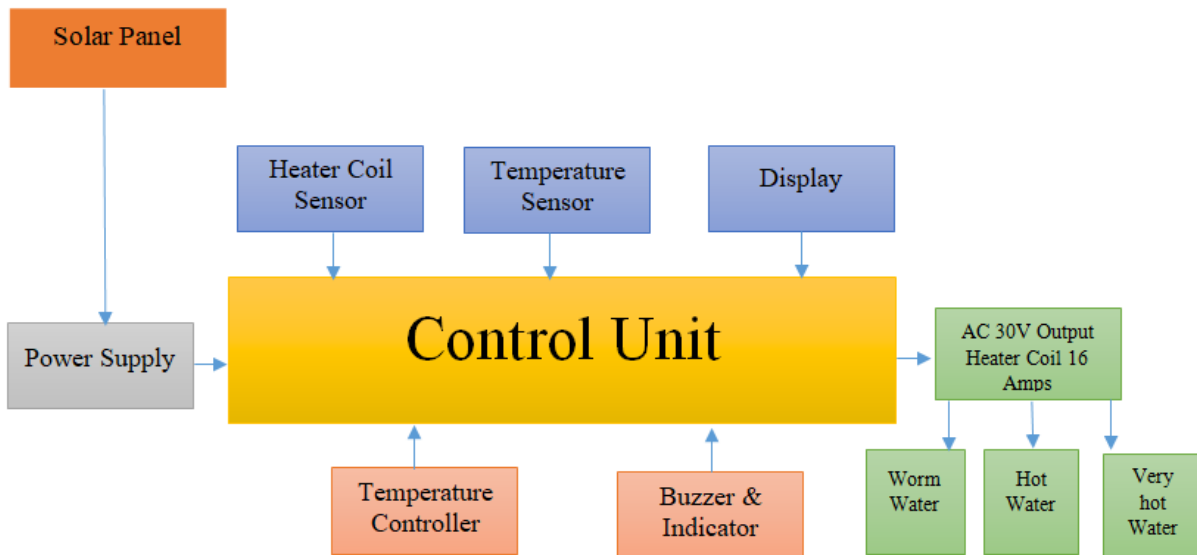 Solar Panel
Heater Coil
Sensor
Temperature
Sensor
Display
Power Supply
Control Unit
AC 30V Output
Heater Coil 16
Amps
Temperature
Controller
Buzzer &
Indicator
Worm
Water
Hot
Water
Very
hot
Water